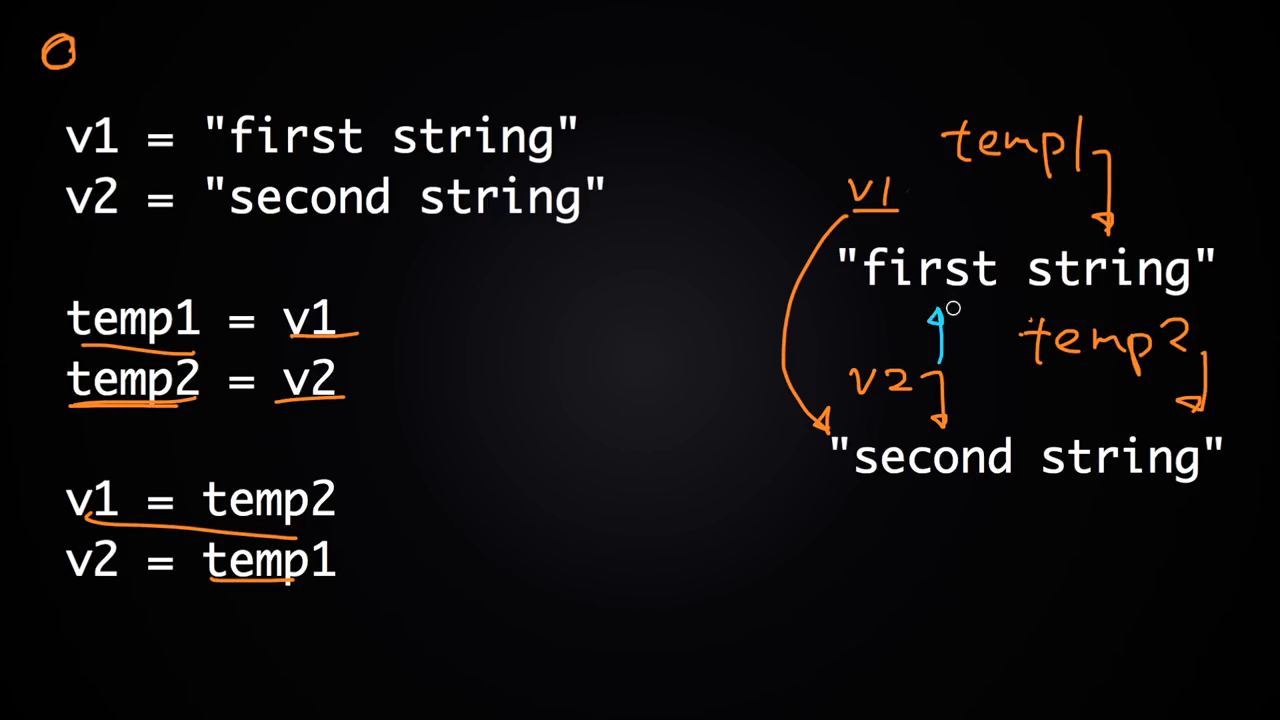 v1 = "first string"
v2 = "second string"
temp1 = v1
temp2 = v2
v1 = temp2
v2 = temp1
temp1
v1
"first string"
temp2
v2
"second string"